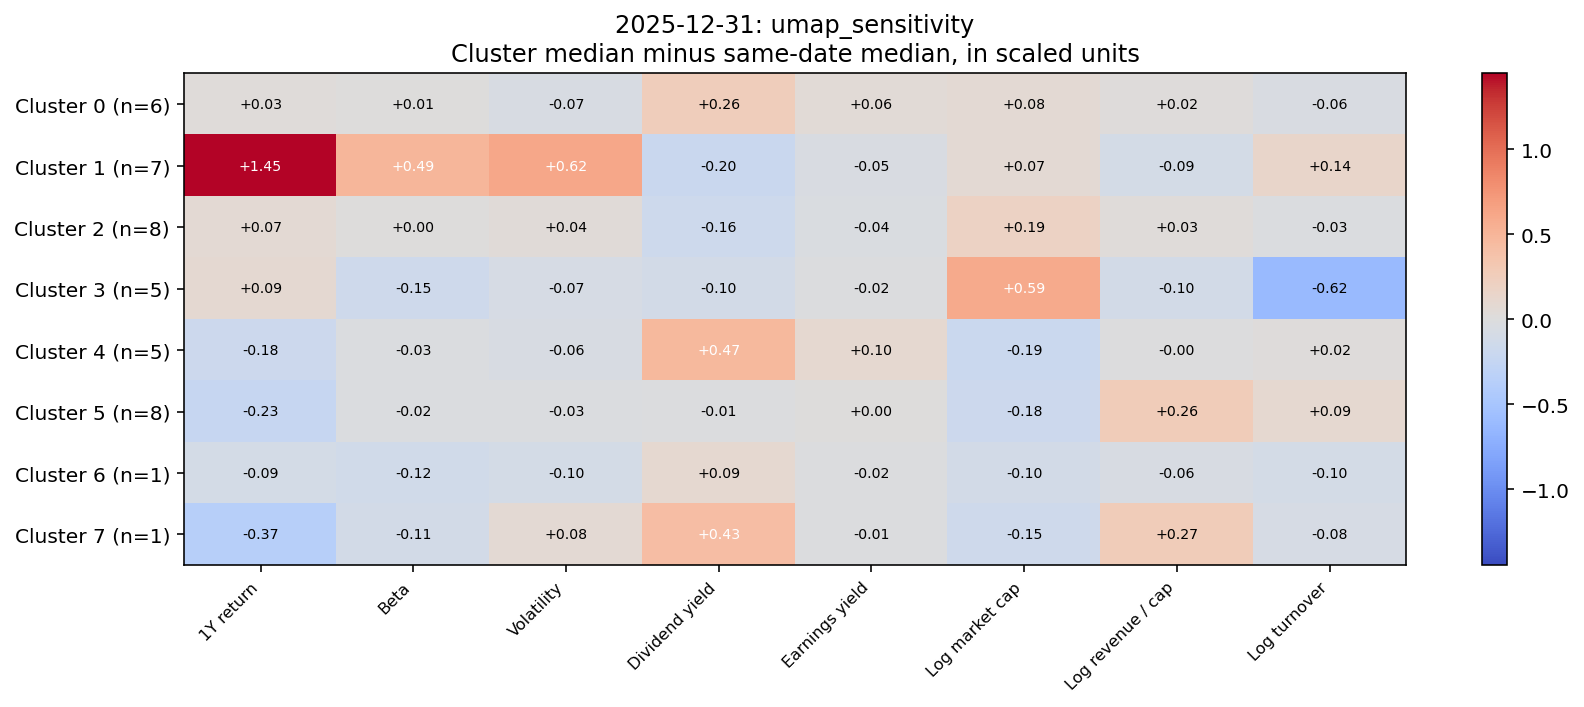 2025-12-31: umap_sensitivity
Cluster median minus same-date median, in scaled units
Cluster 0 (n=6) +0.03 +0.01 -0.07 +0.26 +0.06 +0.08 +0.02 -0.06
Cluster 1 (n=7) +1.45 +0.49 +0.62 -0.20 -0.05 +0.07 -0.09 +0.14
Cluster 2 (n=8) +0.07 +0.00 +0.04 -0.16 -0.04 +0.19 +0.03 -0.03
Cluster 3 (n=5) +0.09 -0.15 -0.07 -0.10 -0.02 +0.59 -0.10 -0.62
Cluster 4 (n=5) -0.18 -0.03 -0.06 +0.47 +0.10 -0.19 -0.00 +0.02
Cluster 5 (n=8) -0.23 -0.02 -0.03 -0.01 +0.00 -0.18 +0.26 +0.09
Cluster 6 (n=1) -0.09 -0.12 -0.10 +0.09 -0.02 -0.10 -0.06 -0.10
Cluster 7 (n=1) -0.37 -0.11 +0.08 +0.43 -0.01 -0.15 +0.27 -0.08
1Y return
Beta
Volatility
Dividend yield
Earnings yield
Log market cap
Log revenue / cap
Log turnover
1.0
0.5
0.0
−0.5
−1.0